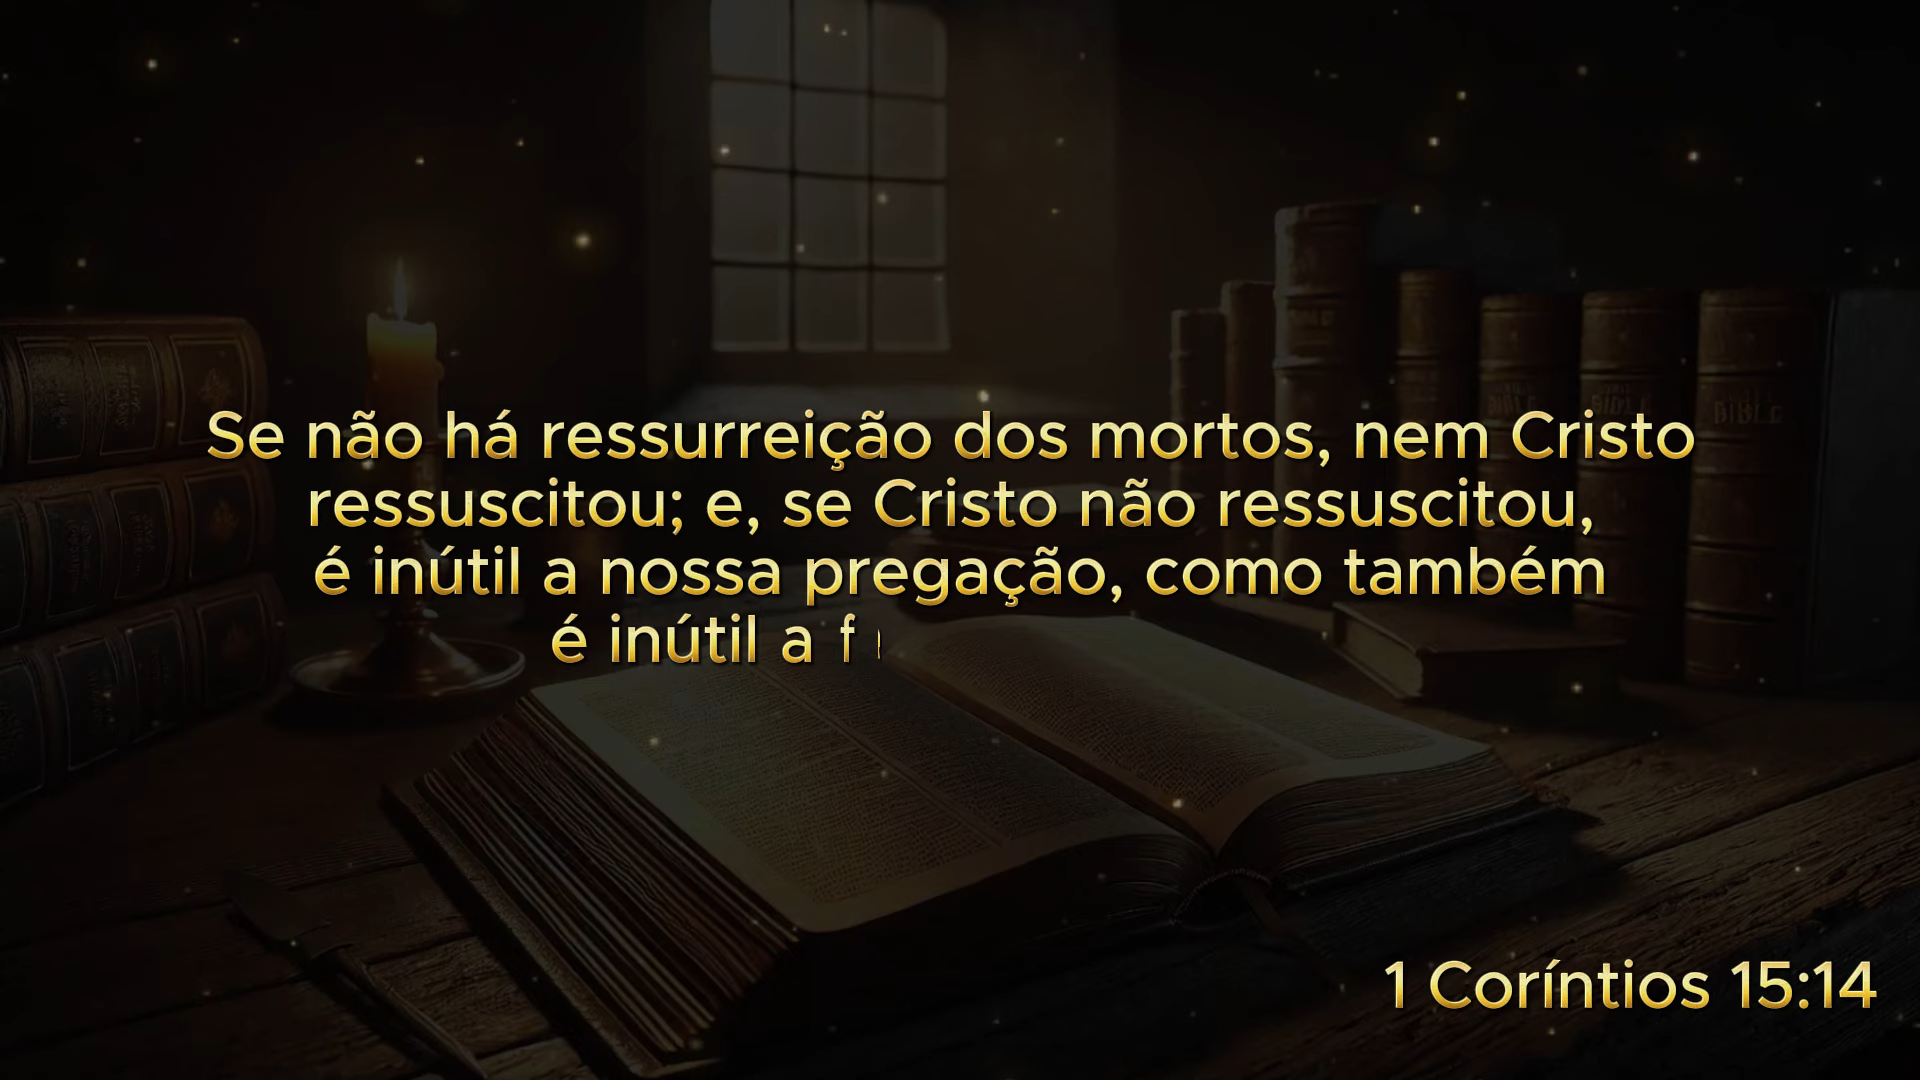 Se não há ressurreição dos mortos, nem Cristo
ressuscitou; e, se Cristo não ressuscitou,
é inútil a nossa pregação, como também
é inútil a f
1 Coríntios 15:14